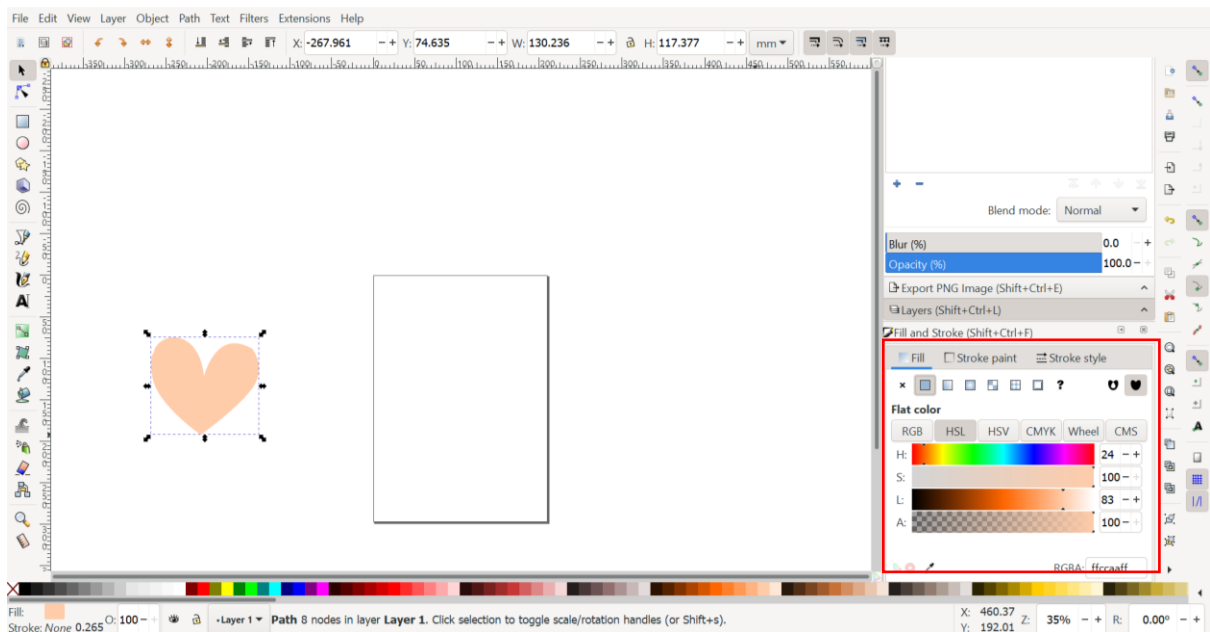 File Edit View Layer Object Path Text Filters Extensions Help
X: -267.961 - + Y: 74.635 - + W: 130.236 - + H: 117.377 - + mm
Blend mode: Normal
Blur (%) 0.0 - +
Opacity (%) 100.0 - +
Export PNG Image (Shift+Ctrl+E)
Layers (Shift+Ctrl+L)
Fill and Stroke (Shift+Ctrl+F)
Fill Stroke paint Stroke style
?
Flat color
RGB HSL HSV CMYK Wheel CMS
H: 24 - +
S: 100 - +
L: 83 - +
A: 100 - +
RGBA: ffccaaff
Fill: O: 100 - + Layer 1 Path 8 nodes in layer Layer 1. Click selection to toggle scale/rotation handles (or Shift+s). X: 460.37 Z: 35% - + R: 0.00° - +
Stroke: None 0.265 Y: 192.01